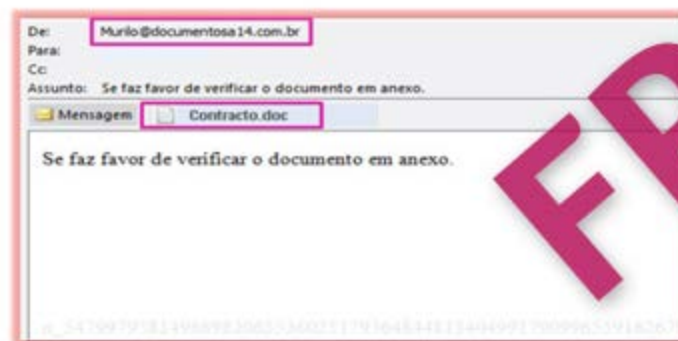 De: Murilo@documentosa14.com.br
Para:
Cc:
Assunto: Se faz favor de verificar o documento em anexo.
Mensagem Contracto.doc
Se faz favor de verificar o documento em anexo.